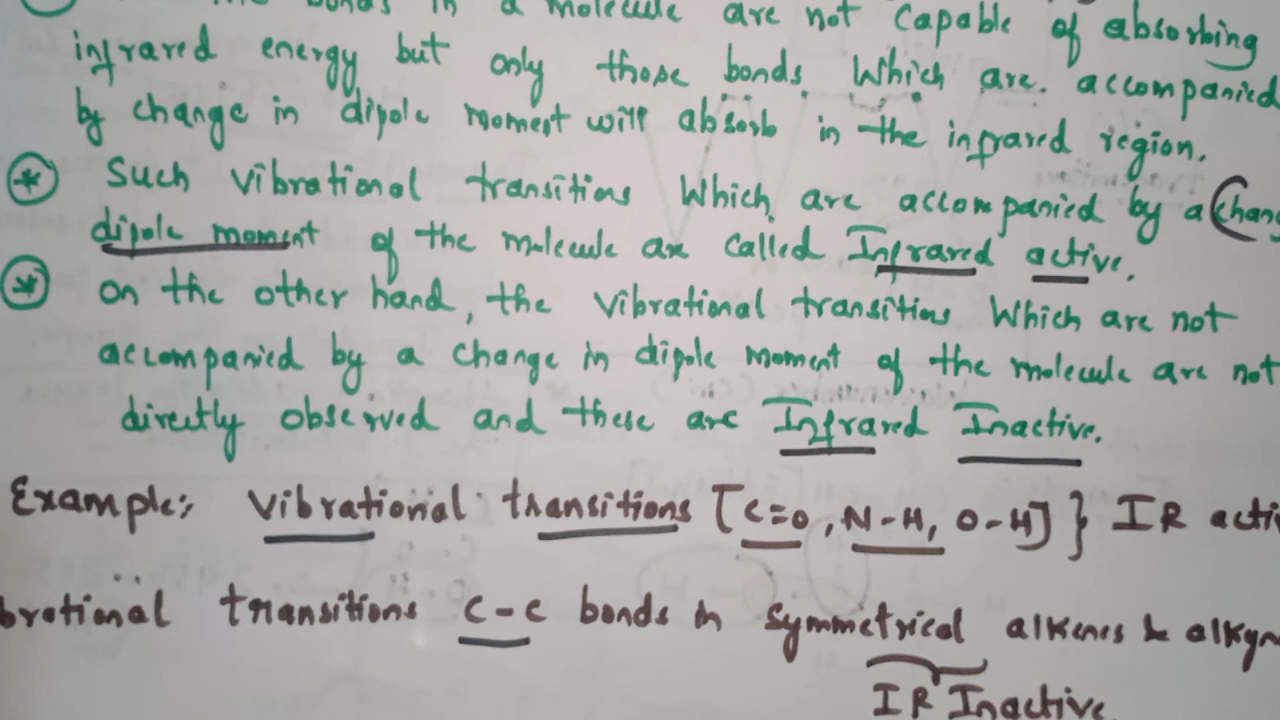 bonds in a molecule are not capable of absorbing
infrared energy but only those bonds which are. accompanied
by change in dipole moment will absorb in the infrared region.
* Such vibrational transitions which are accompanied by a
dipole moment of the molecule are called Infrared active.
* on the other hand, the vibrational transitions which are not
accompanied by a change in dipole moment of the molecule are not
directly observed and these are Infrared Inactive.
Example: Vibrational transitions [C=O, N-H, O-H] } IR
transitions C-C bonds in Symmetrical alkenes &
IR Inactive